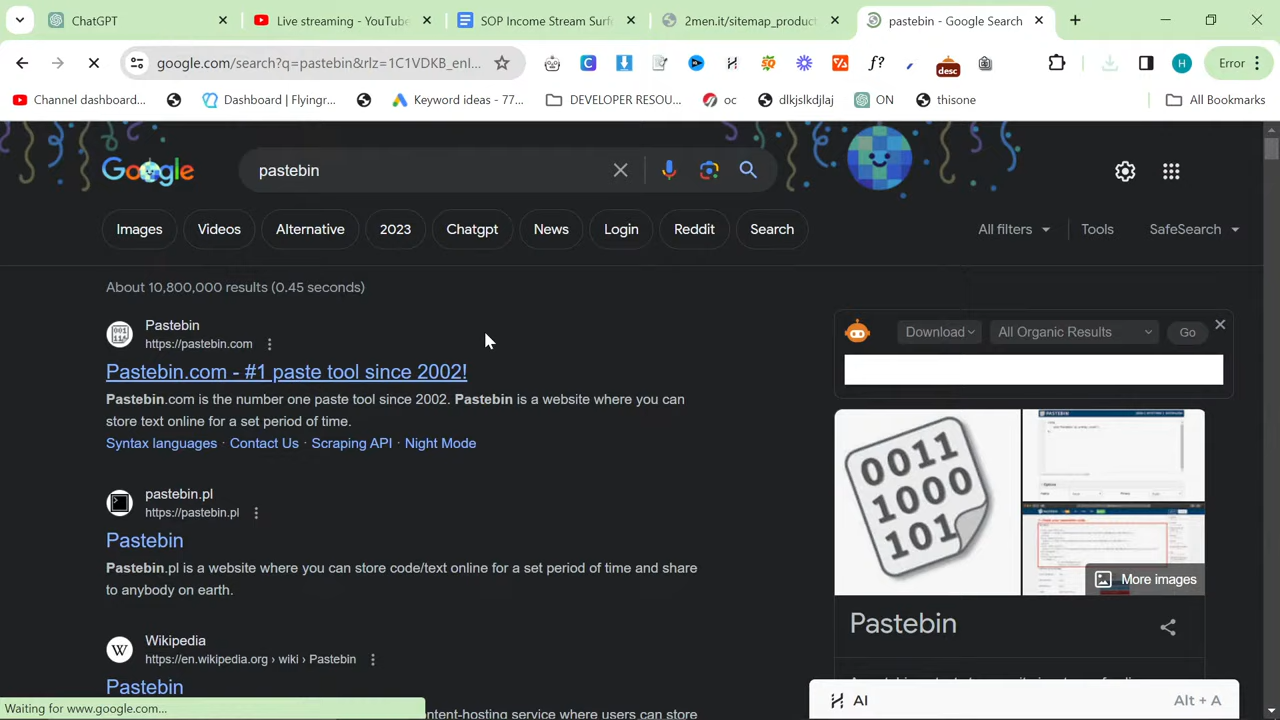 ChatGPT
Live streaming - YouTube
SOP Income Stream Surf
2men.it/sitemap_product
pastebin - Google Search
google.com/search?q=pastebin&rlz=1C1VDKB_enI...
Error
Channel dashboard...
Dashboard | Flyingr...
Keyword ideas - 77...
DEVELOPER RESOU...
oc
dlkjslkdjlaj
ON
thisone
All Bookmarks
Google
pastebin
Images
Videos
Alternative
2023
Chatgpt
News
Login
Reddit
Search
All filters
Tools
SafeSearch
About 10,800,000 results (0.45 seconds)
Pastebin
https://pastebin.com
Pastebin.com - #1 paste tool since 2002!
Pastebin.com is the number one paste tool since 2002. Pastebin is a website where you can
store text online for a set period of time.
Syntax languages · Contact Us · Scraping API · Night Mode
pastebin.pl
https://pastebin.pl
Pastebin
Pastebin.pl is a website where you can store code/text online for a set period of time and share
to anybody on earth.
Wikipedia
https://en.wikipedia.org › wiki › Pastebin
Pastebin
ntent-hosting service where users can store
Download
All Organic Results
Go
0011
1000
101
More images
Pastebin
AI
Alt + A
Waiting for www.google.com...